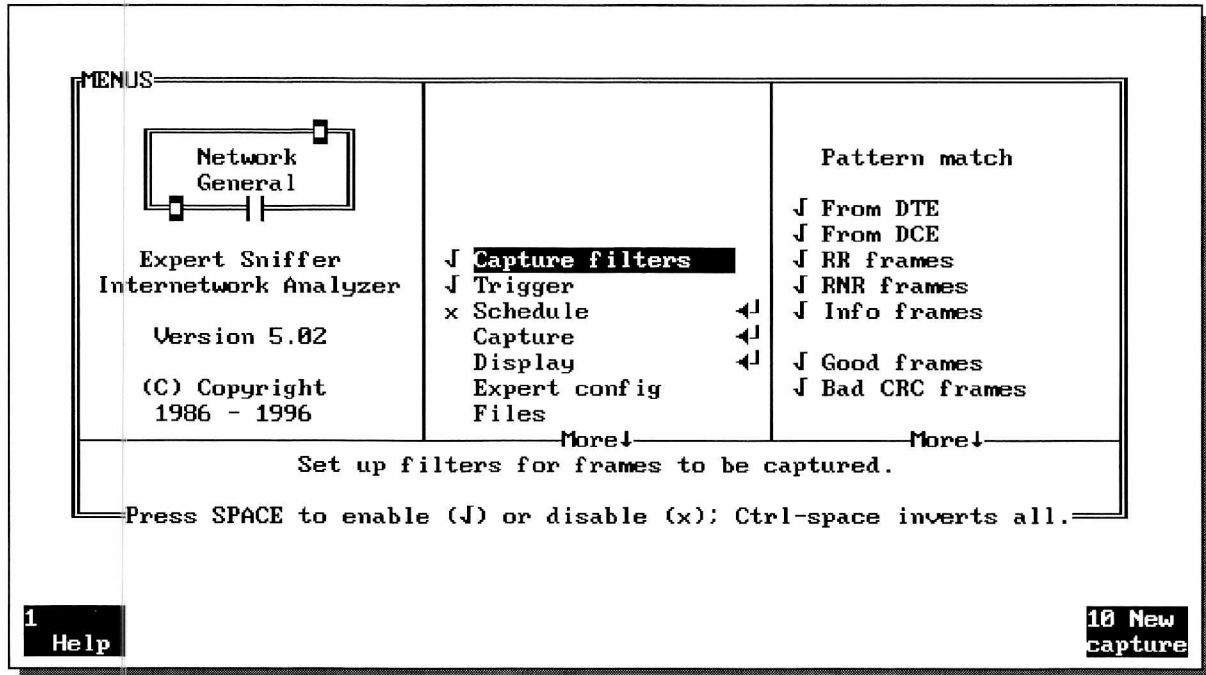 MENUS
Network
General
Expert Sniffer
Internetwork Analyzer
Version 5.02
(C) Copyright
1986 - 1996
√ Capture filters
√ Trigger
x Schedule ◄┘
Capture ◄┘
Display ◄┘
Expert config
Files
More↓
Pattern match
√ From DTE
√ From DCE
√ RR frames
√ RNR frames
√ Info frames
√ Good frames
√ Bad CRC frames
More↓
Set up filters for frames to be captured.
Press SPACE to enable (√) or disable (x); Ctrl-space inverts all.
1
Help
10 New
capture